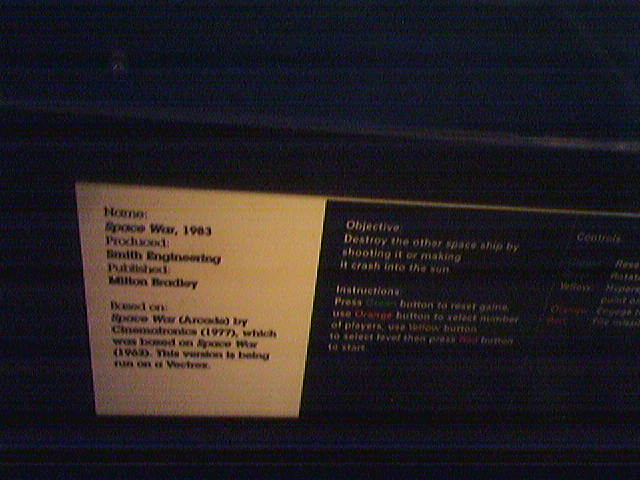 Name:
Space War, 1983
Produced:
Smith Engineering
Published:
Milton Bradley
Based on:
Space War (Arcade) by
Cinematronics (1977), which
was based on Space War
(1962). This version is being
run on a Vectrex.
Objective
Destroy the other space ship by
shooting it or making
it crash into the sun
Instructions
Press Green button to reset game,
use Orange button to select number
of players, use Yellow button
to select level then press Red button
to start.
Controls
Yellow:
Orange: